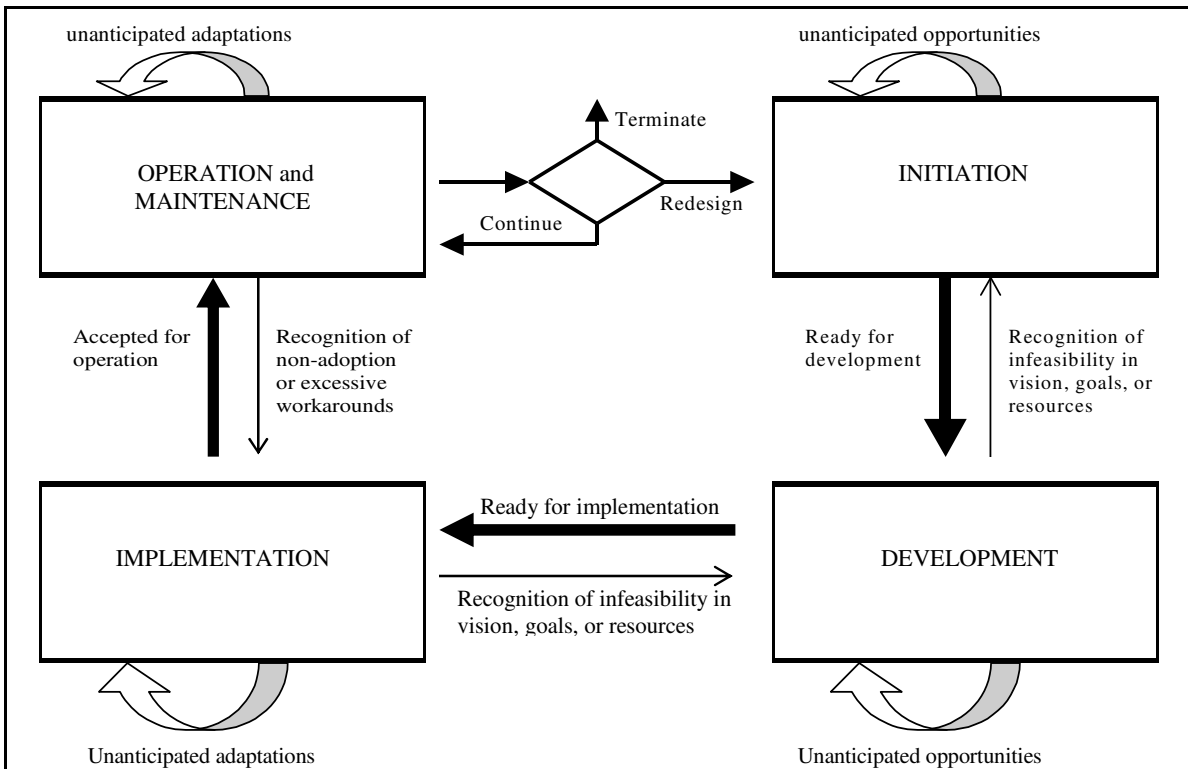 unanticipated adaptations
unanticipated opportunities
OPERATION and
MAINTENANCE
Terminate
Redesign
Continue
INITIATION
Accepted for
operation
Recognition of
non-adoption
or excessive
workarounds
Ready for
development
Recognition of
infeasibility in
vision, goals, or
resources
IMPLEMENTATION
Ready for implementation
Recognition of infeasibility in
vision, goals, or resources
DEVELOPMENT
Unanticipated adaptations
Unanticipated opportunities